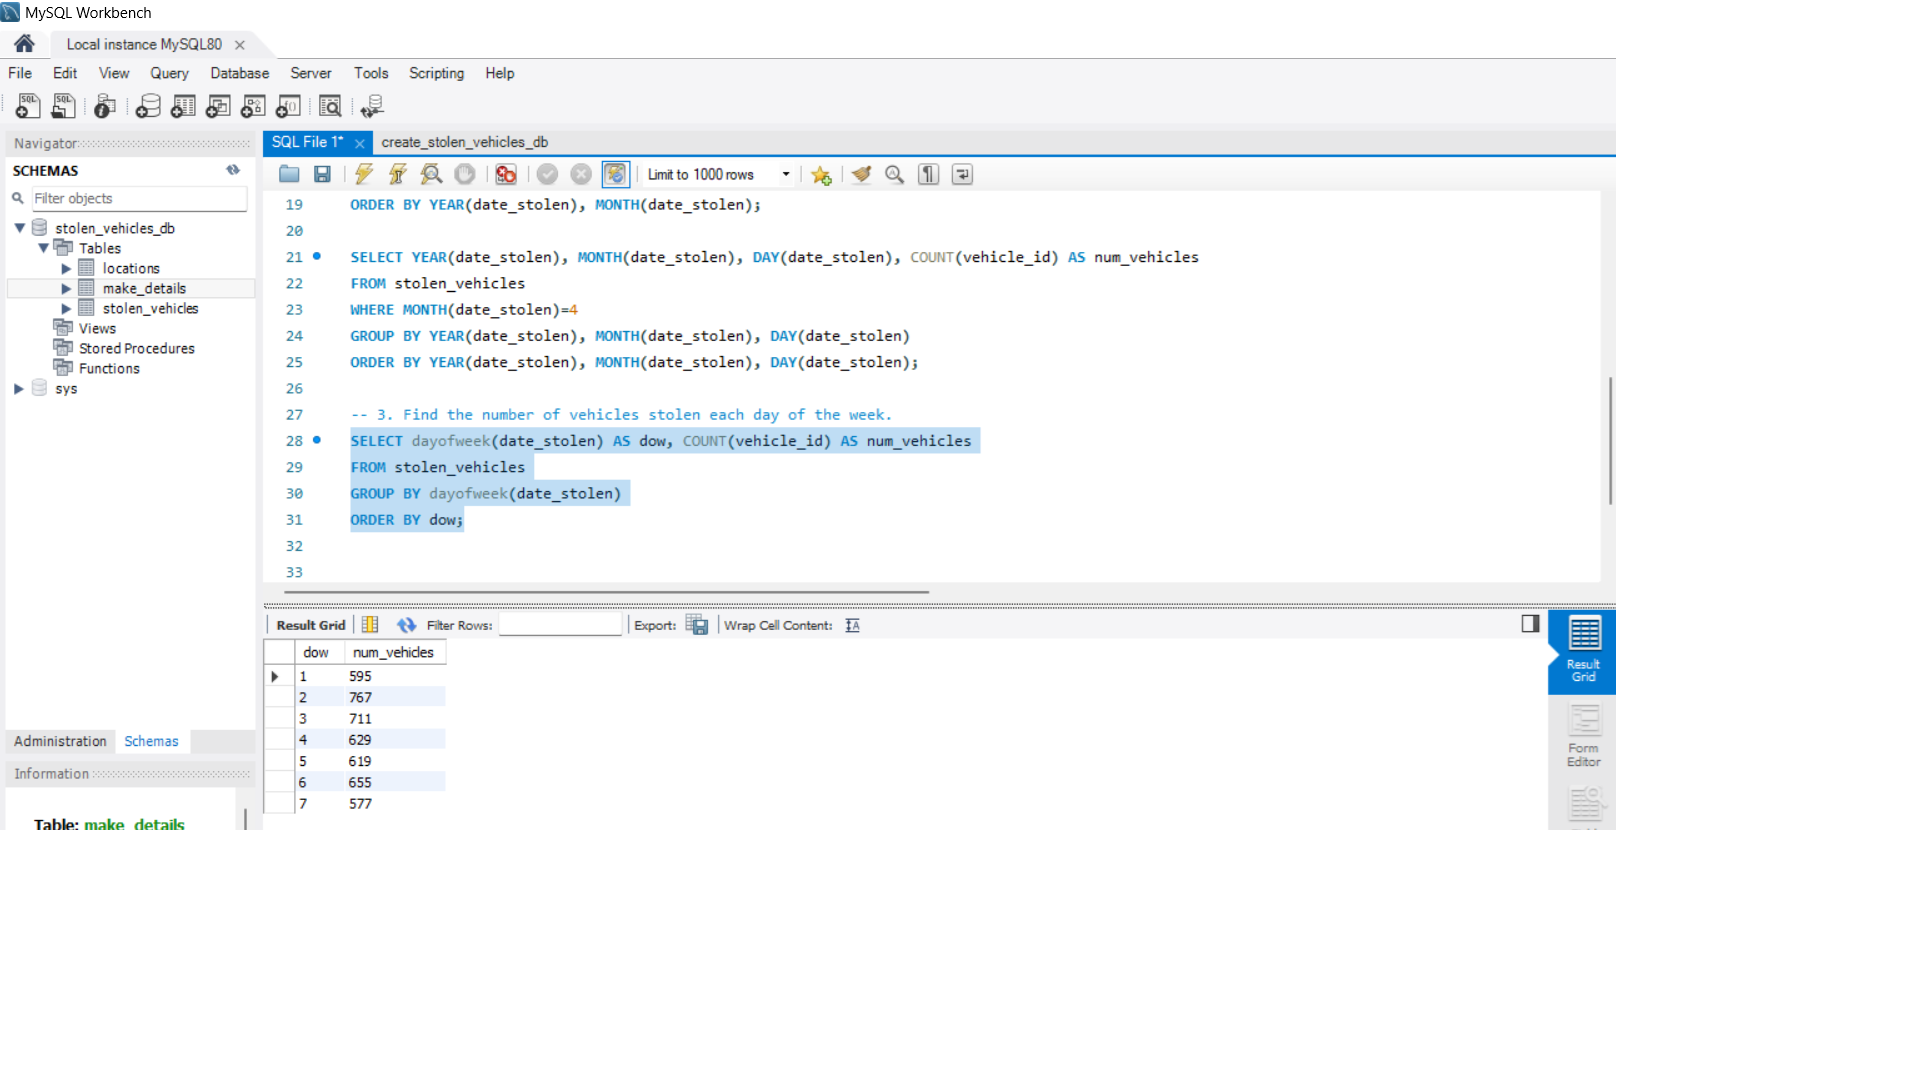 MySQL Workbench
Local instance MySQL80
File Edit View Query Database Server Tools Scripting Help
Navigator
SCHEMAS
Filter objects
stolen_vehicles_db
Tables
locations
make_details
stolen_vehicles
Views
Stored Procedures
Functions
sys
Administration Schemas
Information
Table: make_details
SQL File 1* create_stolen_vehicles_db
Limit to 1000 rows
19 ORDER BY YEAR(date_stolen), MONTH(date_stolen);
20
21 SELECT YEAR(date_stolen), MONTH(date_stolen), DAY(date_stolen), COUNT(vehicle_id) AS num_vehicles
22 FROM stolen_vehicles
23 WHERE MONTH(date_stolen)=4
24 GROUP BY YEAR(date_stolen), MONTH(date_stolen), DAY(date_stolen)
25 ORDER BY YEAR(date_stolen), MONTH(date_stolen), DAY(date_stolen);
26
27 -- 3. Find the number of vehicles stolen each day of the week.
28 SELECT dayofweek(date_stolen) AS dow, COUNT(vehicle_id) AS num_vehicles
29 FROM stolen_vehicles
30 GROUP BY dayofweek(date_stolen)
31 ORDER BY dow;
32
33
Result Grid Filter Rows: Export: Wrap Cell Content:
dow num_vehicles
1 595
2 767
3 711
4 629
5 619
6 655
7 577
Result
Grid
Form
Editor